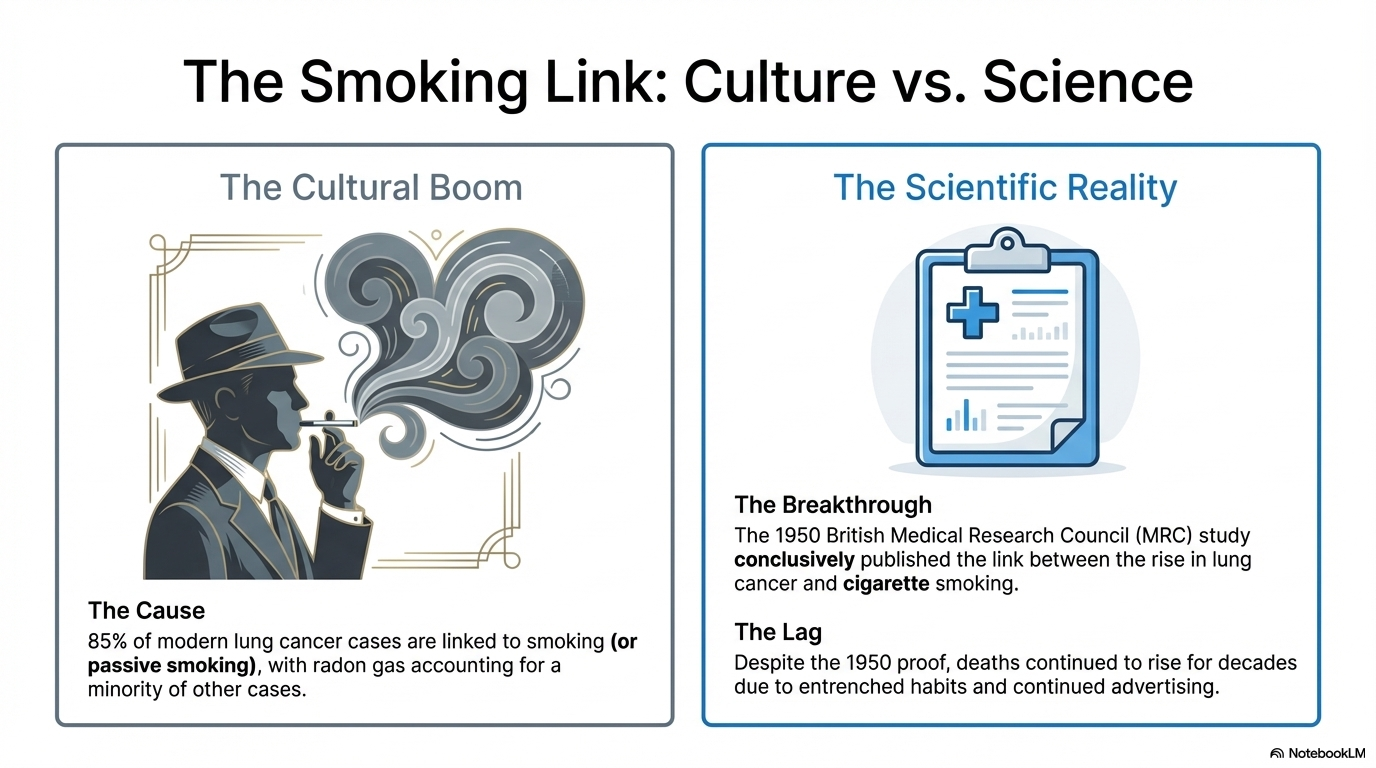 The Smoking Link: Culture vs. Science
The Cultural Boom
The Cause
85% of modern lung cancer cases are linked to smoking (or
passive smoking), with radon gas accounting for a
minority of other cases.
The Scientific Reality
The Breakthrough
The 1950 British Medical Research Council (MRC) study
conclusively published the link between the rise in lung
cancer and cigarette smoking.
The Lag
Despite the 1950 proof, deaths continued to rise for decades
due to entrenched habits and continued advertising.
NotebookLM